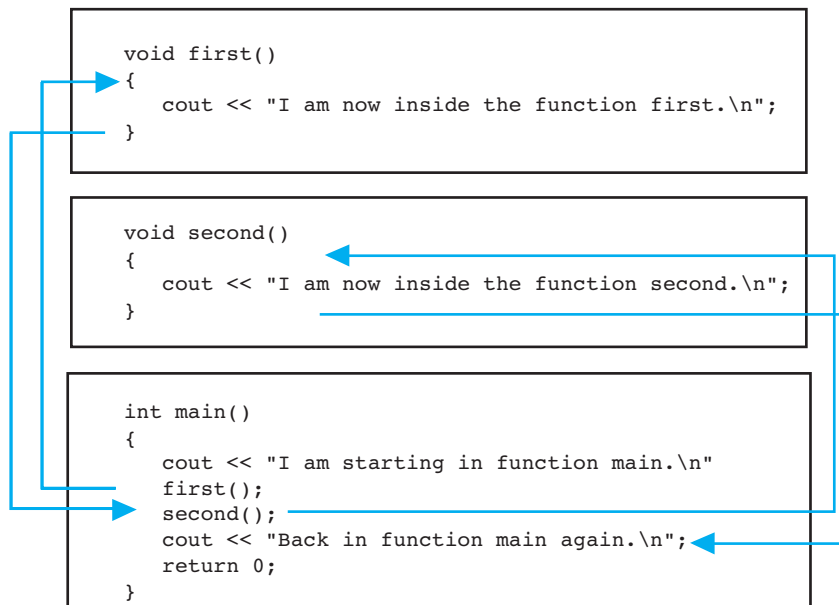 void first()
{
   cout << "I am now inside the function first.\n";
}
void second()
{
   cout << "I am now inside the function second.\n";
}
int main()
{
   cout << "I am starting in function main.\n"
   first();
   second();
   cout << "Back in function main again.\n";
   return 0;
}